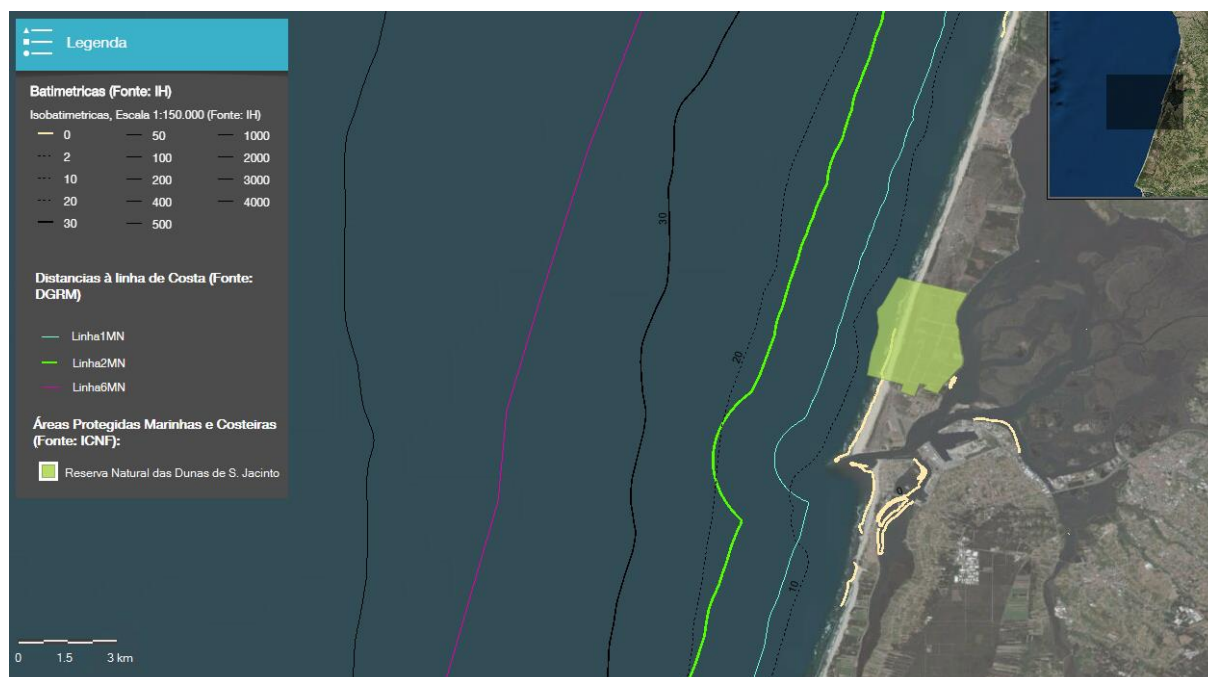 Legenda
Batimetricas (Fonte: IH)
Isobatimetricas, Escala 1:150.000 (Fonte: IH)
0 50 1000
2 100 2000
10 200 3000
20 400 4000
30 500
Distancias à linha de Costa (Fonte:
DGRM)
Linha1MN
Linha2MN
Linha6MN
Áreas Protegidas Marinhas e Costeiras
(Fonte: ICNF):
Reserva Natural das Dunas de S. Jacinto
30
20
0
10
0 1.5 3 km